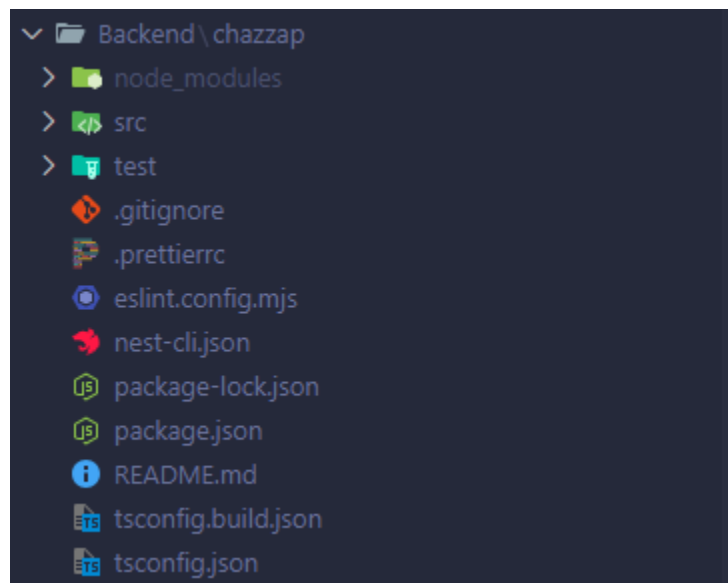 Backend\chazzap
node_modules
src
test
.gitignore
.prettierrc
eslint.config.mjs
nest-cli.json
package-lock.json
package.json
README.md
tsconfig.build.json
tsconfig.json